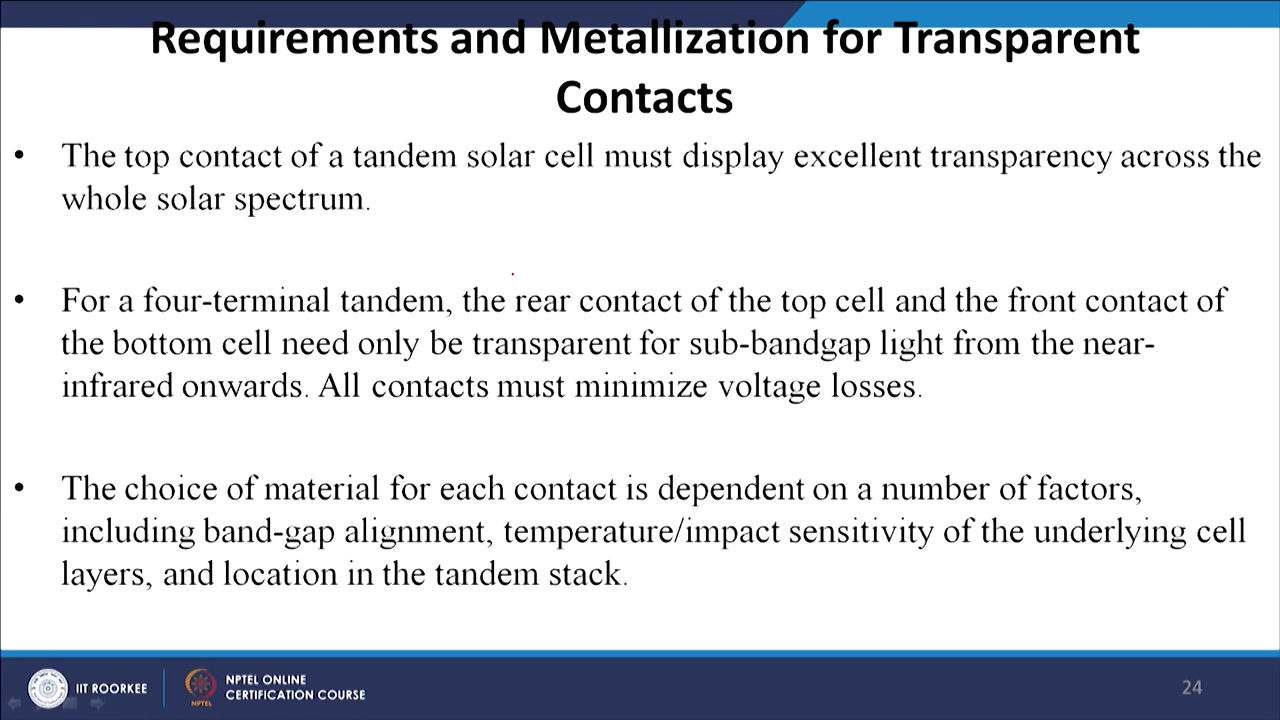 Requirements and Metallization for Transparent
Contacts
• The top contact of a tandem solar cell must display excellent transparency across the
whole solar spectrum.
• For a four-terminal tandem, the rear contact of the top cell and the front contact of
the bottom cell need only be transparent for sub-bandgap light from the near-
infrared onwards. All contacts must minimize voltage losses.
• The choice of material for each contact is dependent on a number of factors,
including band-gap alignment, temperature/impact sensitivity of the underlying cell
layers, and location in the tandem stack.
IIT ROORKEE
NPTEL
NPTEL ONLINE
CERTIFICATION COURSE
24